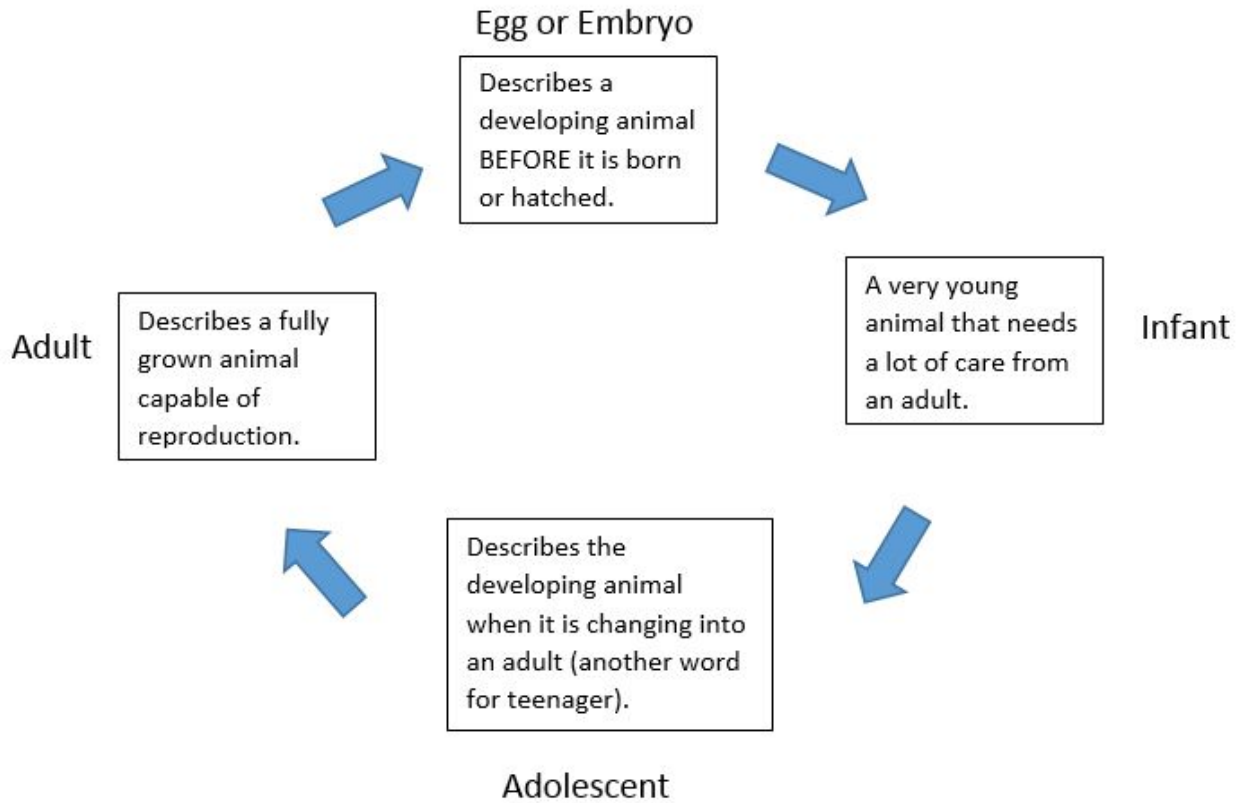 Egg or Embryo
Describes a
developing animal
BEFORE it is born
or hatched.
A very young
animal that needs
a lot of care from
an adult.
Infant
Adult
Describes a fully
grown animal
capable of
reproduction.
Describes the
developing animal
when it is changing into
an adult (another word
for teenager).
Adolescent